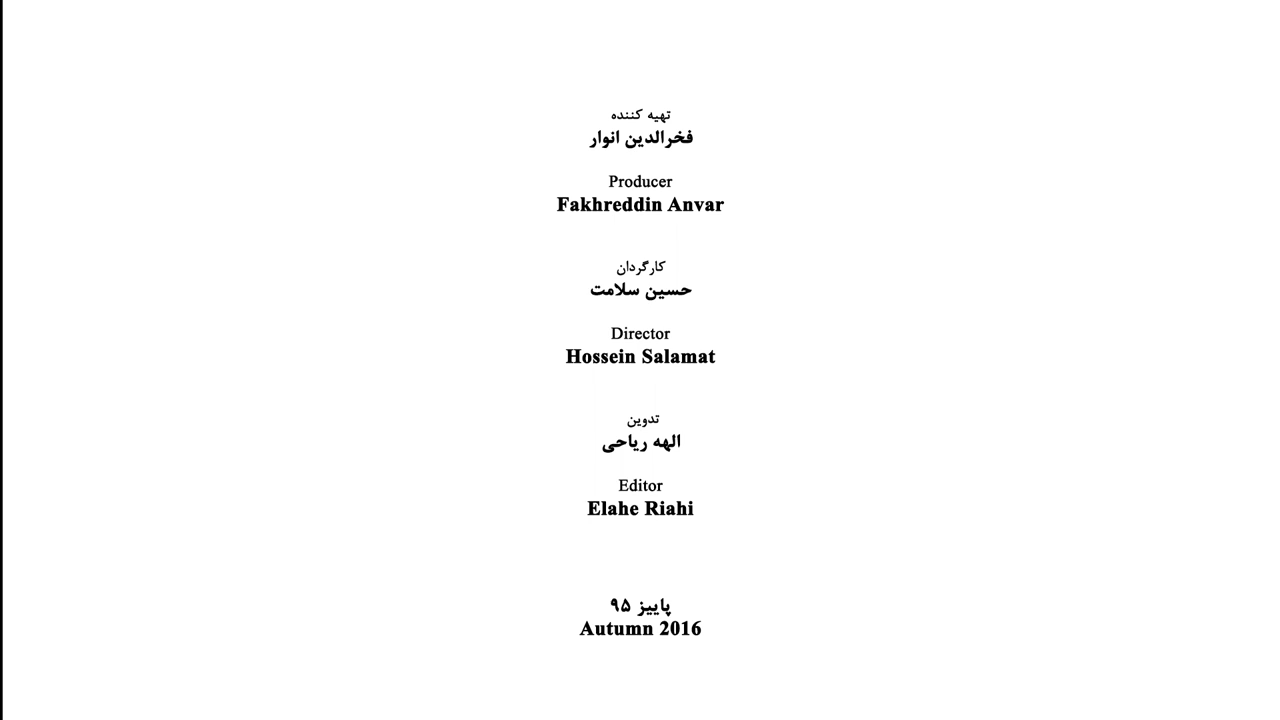 تهیه کننده
فخرالدین انوار
Producer
Fakhreddin Anvar
کارگردان
حسین سلامت
Director
Hossein Salamat
تدوین
الهه ریاحی
Editor
Elahe Riahi
پاییز ۹۵
Autumn 2016